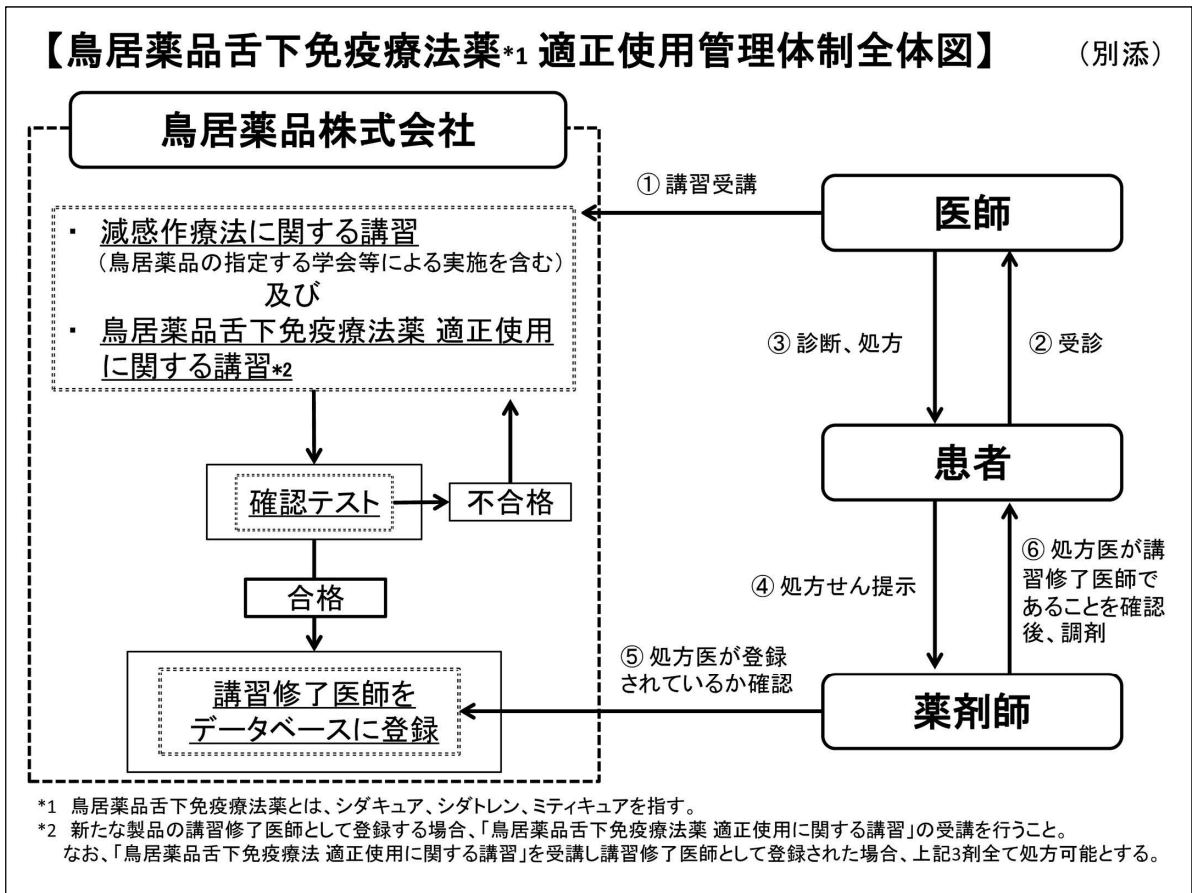 【鳥居薬品舌下免疫療法薬*1 適正使用管理体制全体図】
（別添）
鳥居薬品株式会社
・ 減感作療法に関する講習
（鳥居薬品の指定する学会等による実施を含む）
及び
・ 鳥居薬品舌下免疫療法薬 適正使用
に関する講習*2
確認テスト
不合格
合格
講習修了医師を
データベースに登録
① 講習受講
医師
③ 診断、処方
② 受診
患者
④ 処方せん提示
⑥ 処方医が講
習修了医師で
あることを確認
後、調剤
⑤ 処方医が登録
されているか確認
薬剤師
*1 鳥居薬品舌下免疫療法薬とは、シダキュア、シダトレン、ミティキュアを指す。
*2 新たな製品の講習修了医師として登録する場合、「鳥居薬品舌下免疫療法薬 適正使用に関する講習」の受講を行うこと。
なお、「鳥居薬品舌下免疫療法 適正使用に関する講習」を受講し講習修了医師として登録された場合、上記3剤全て処方可能とする。